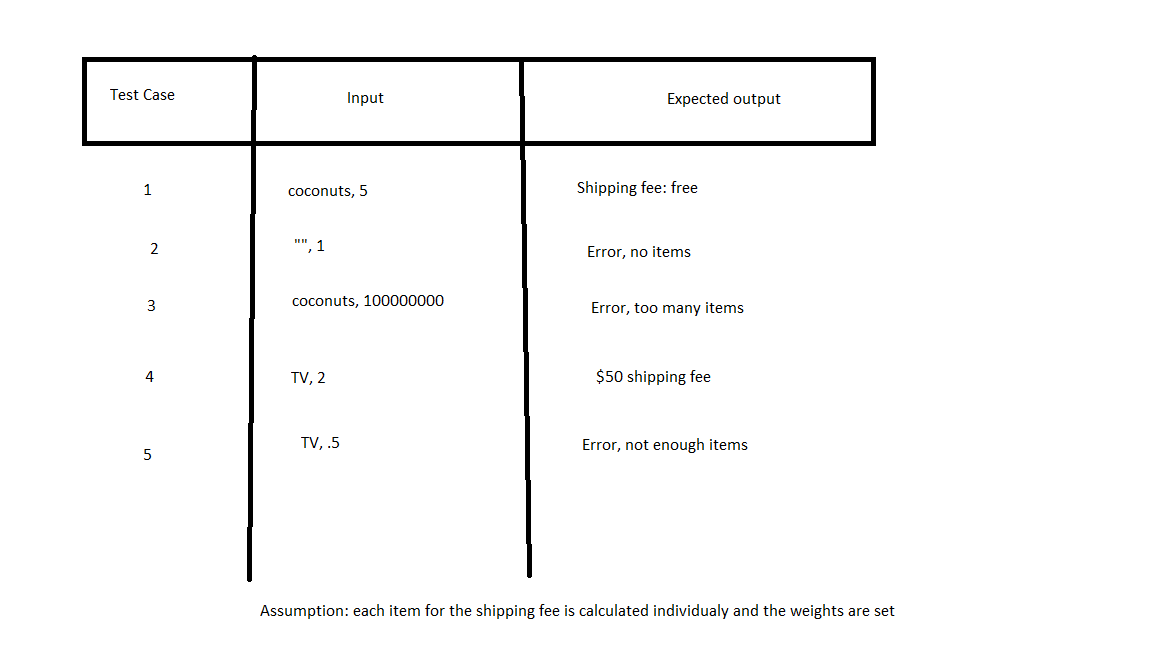 Test Case Input Expected output
1 coconuts, 5 Shipping fee: free
2 "", 1 Error, no items
3 coconuts, 100000000 Error, too many items
4 TV, 2 $50 shipping fee
5 TV, .5 Error, not enough items
Assumption: each item for the shipping fee is calculated individualy and the weights are set